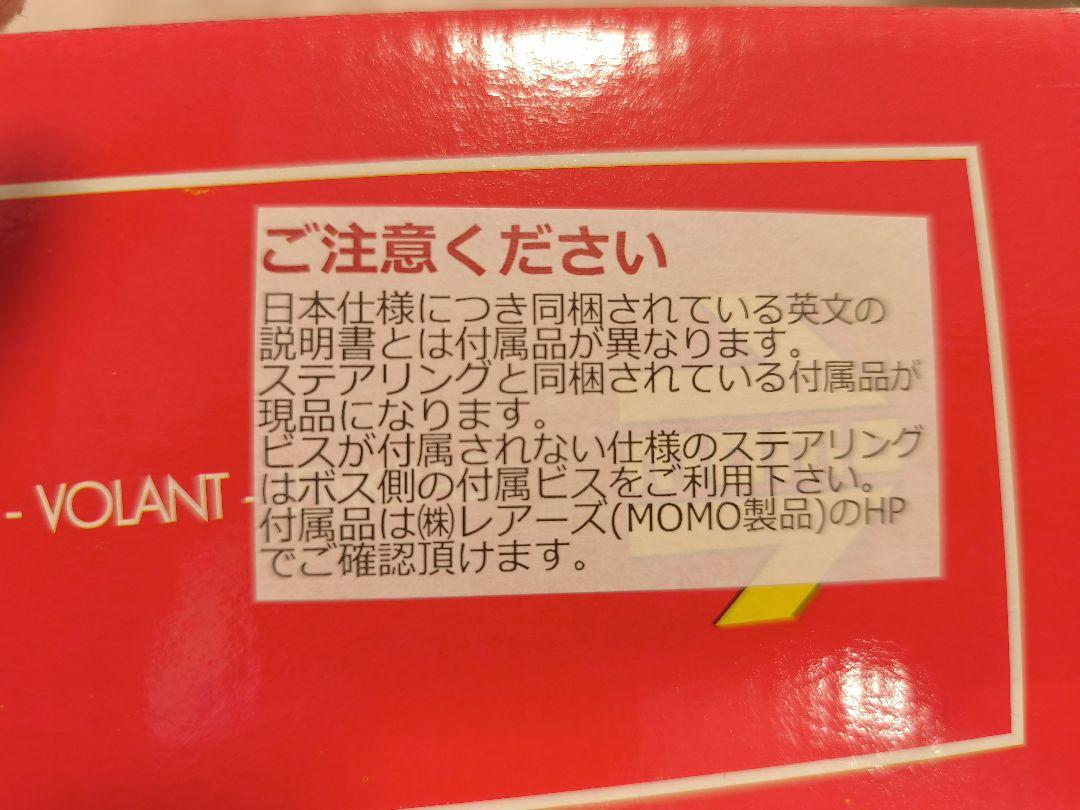 ご注意ください
日本仕様につき同梱されている英文の
説明書とは付属品が異なります。
ステアリングと同梱されている付属品が
現品になります。
ビスが付属されない仕様のステアリング
はボス側の付属ビスをご利用下さい。
付属品は㈱レアーズ(MOMO製品)のHP
でご確認頂けます。
- VOLANT -